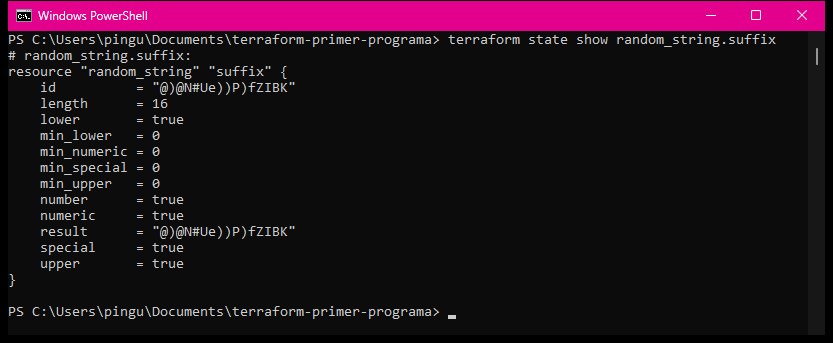 Windows PowerShell
PS C:\Users\pingu\Documents\terraform-primer-programa> terraform state show random_string.suffix
# random_string.suffix:
resource "random_string" "suffix" {
    id          = "@)@N#Ue))P)fZIBK"
    length      = 16
    lower       = true
    min_lower   = 0
    min_numeric = 0
    min_special = 0
    min_upper   = 0
    number      = true
    numeric     = true
    result      = "@)@N#Ue))P)fZIBK"
    special     = true
    upper       = true
}
PS C:\Users\pingu\Documents\terraform-primer-programa>